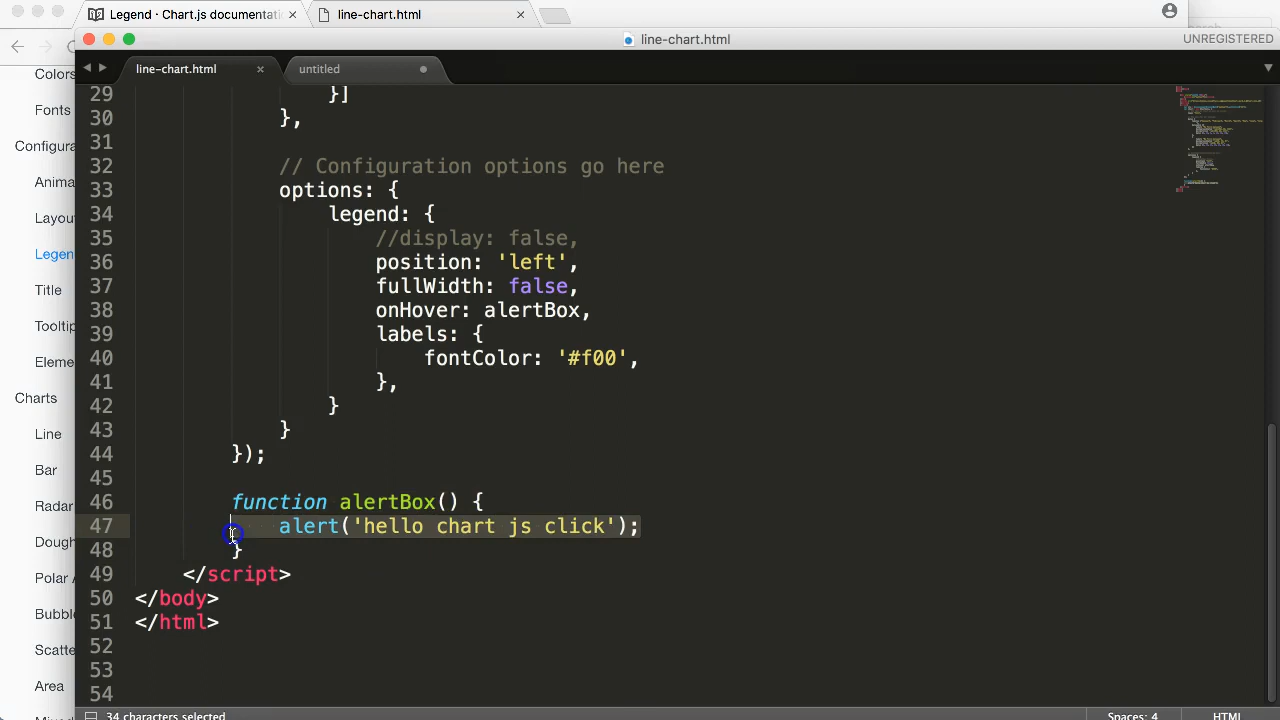 Legend · Chart.js documentati
line-chart.html
line-chart.html
UNREGISTERED
line-chart.html
untitled
Colors
Fonts
Configura
Anima
Layou
Legen
Title
Tooltip
Eleme
Charts
Line
Bar
Radar
Dough
Polar A
Bubbl
Scatte
Area
29 }]
30 },
31
32 // Configuration options go here
33 options: {
34 legend: {
35 //display: false,
36 position: 'left',
37 fullWidth: false,
38 onHover: alertBox,
39 labels: {
40 fontColor: '#f00',
41 },
42 }
43 }
44 });
45
46 function alertBox() {
47 alert('hello chart js click');
48 }
49 </script>
50 </body>
51 </html>
52
53
54
34 characters selected
Spaces: 4
HTML